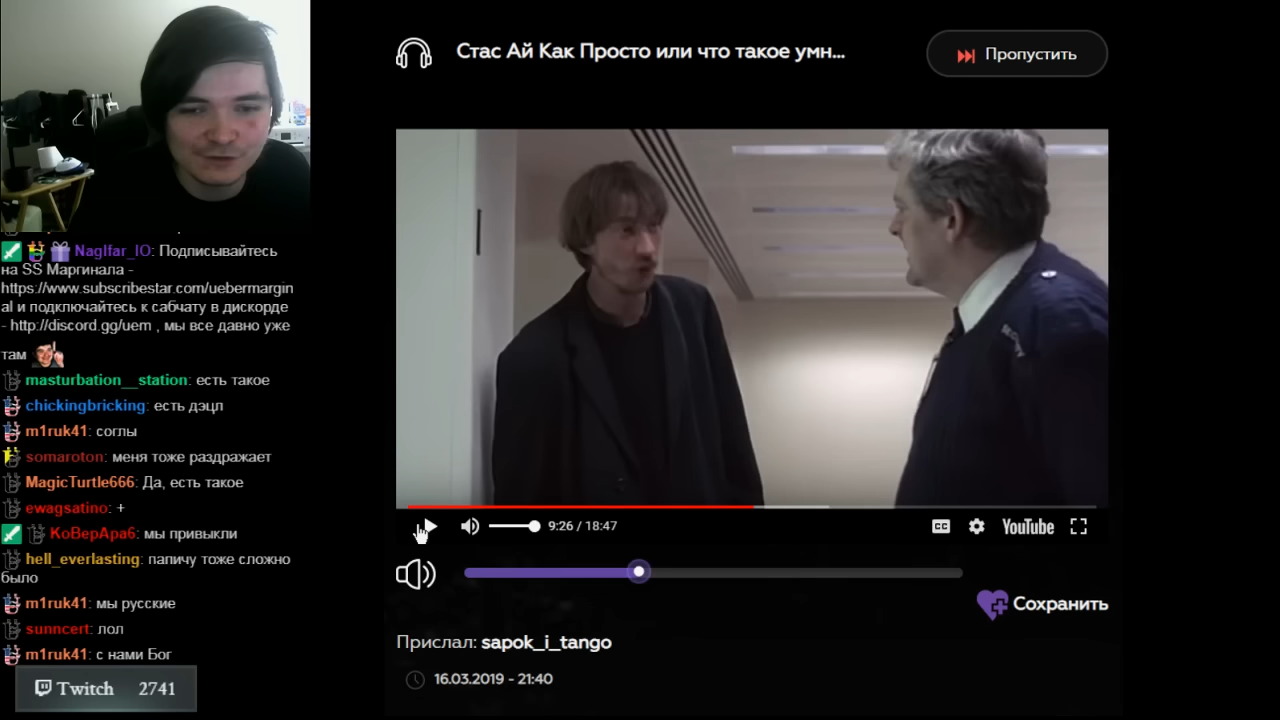 Стас Ай Как Просто или что такое умн...
Пропустить
NagIfar_IO: Подписывайтесь
на SS Маргинала -
https://www.subscribestar.com/uebermargin
al и подключайтесь к сабчату в дискорде
- http://discord.gg/uem , мы все давно уже
там
masturbation__station: есть такое
chickingbricking: есть дэцл
m1ruk41: соглы
somaroton: меня тоже раздражает
MagicTurtle666: Да, есть такое
ewagsatino: +
KoBepApa6: мы привыкли
hell_everlasting: папичу тоже сложно
было
m1ruk41: мы русские
sunncert: лол
m1ruk41: с нами Бог
Twitch 2741
SECURITY
9:26 / 18:47
CC
YouTube
Сохранить
Прислал: sapok_i_tango
16.03.2019 - 21:40